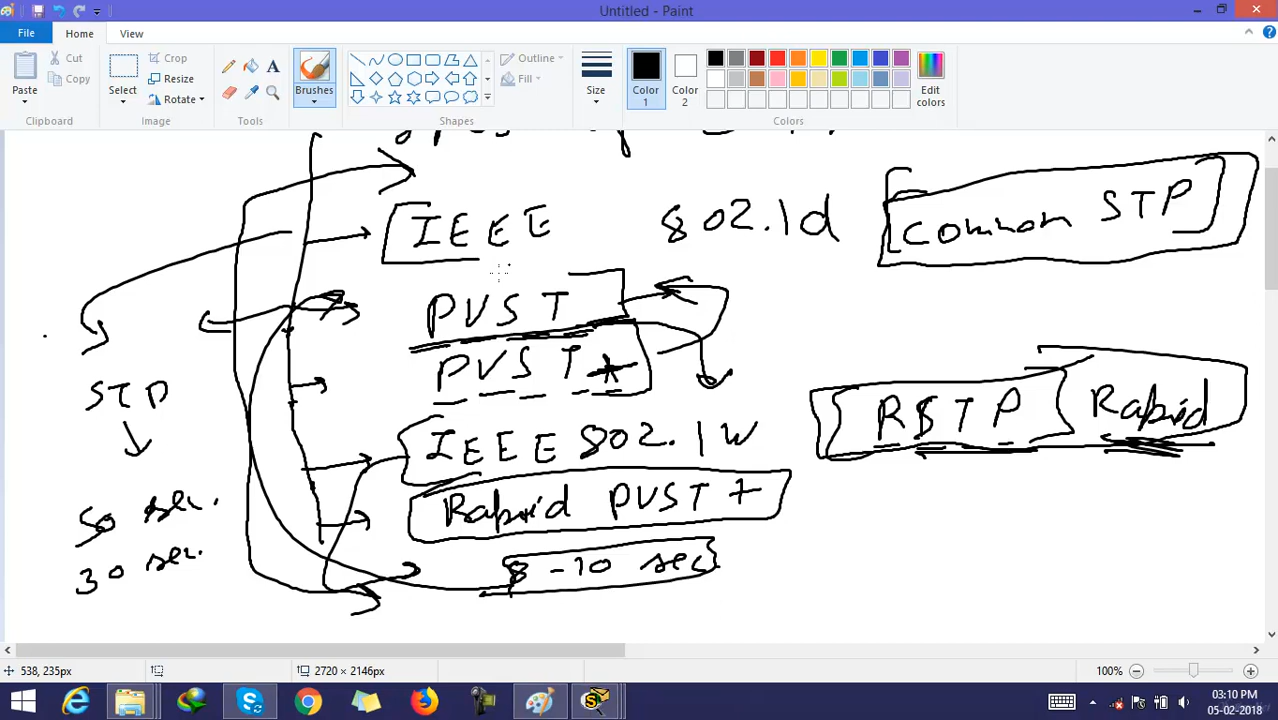 Untitled - Paint
File Home View
Paste Cut Copy
Select Crop Resize Rotate
Brushes
Outline
Fill
Size
Color 1
Color 2
Edit colors
Clipboard Image Tools Shapes Colors
IEEE 802.1d Common STP
PVST
PVST+
STP
IEEE 802.1w RSTP Rabid
Rabid PVST+
50 sec.
30 sec.
8-10 sec
538, 235px 2720 × 2146px 100%
03:10 PM
05-02-2018